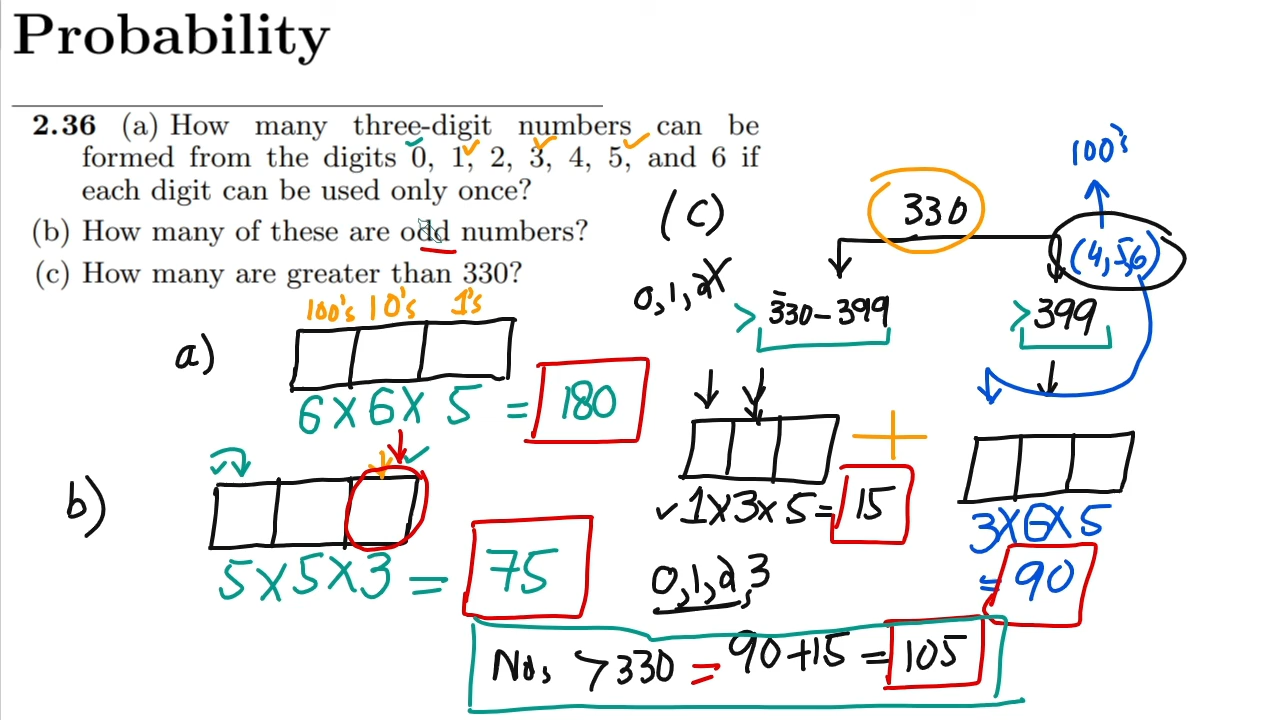 Probability
2.36 (a) How many three-digit numbers can be
formed from the digits 0, 1, 2, 3, 4, 5, and 6 if
each digit can be used only once?
(b) How many of these are odd numbers?
(c) How many are greater than 330?
100's 10's 1's
a)
6 × 6 × 5 = 180
b)
5 × 5 × 3 = 75
(c)
330
100's
(4,5,6)
0,1,2X
> 330-399
> 399
✓1×3×5=15
+
3×6×5
= 90
0,1,2,3
Nos > 330 = 90+15 = 105